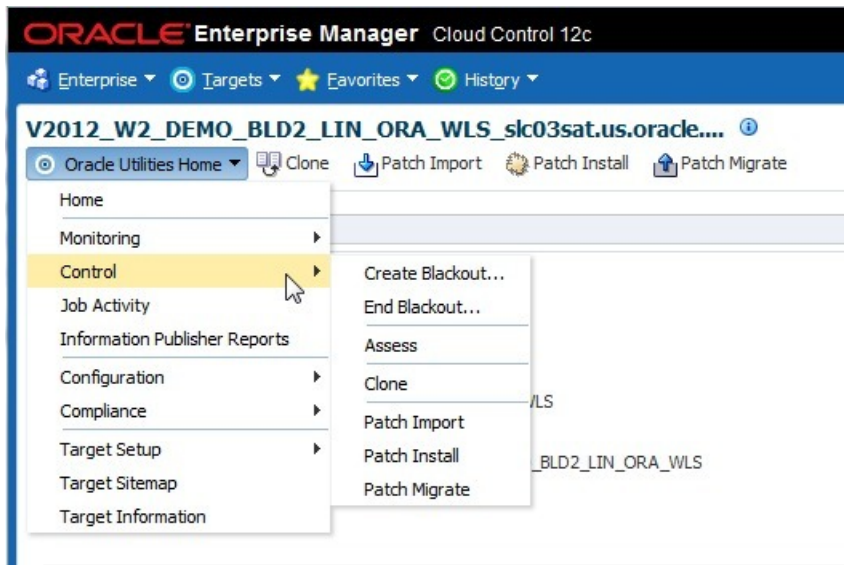 ORACLE Enterprise Manager Cloud Control 12c
Enterprise Targets Favorites History
V2012_W2_DEMO_BLD2_LIN_ORA_WLS_slc03sat.us.oracle....
Oracle Utilities Home Clone Patch Import Patch Install Patch Migrate
Home
Monitoring
Control
Job Activity
Information Publisher Reports
Configuration
Compliance
Target Setup
Target Sitemap
Target Information
Create Blackout...
End Blackout...
Assess
Clone
Patch Import
Patch Install
Patch Migrate
WLS
_BLD2_LIN_ORA_WLS